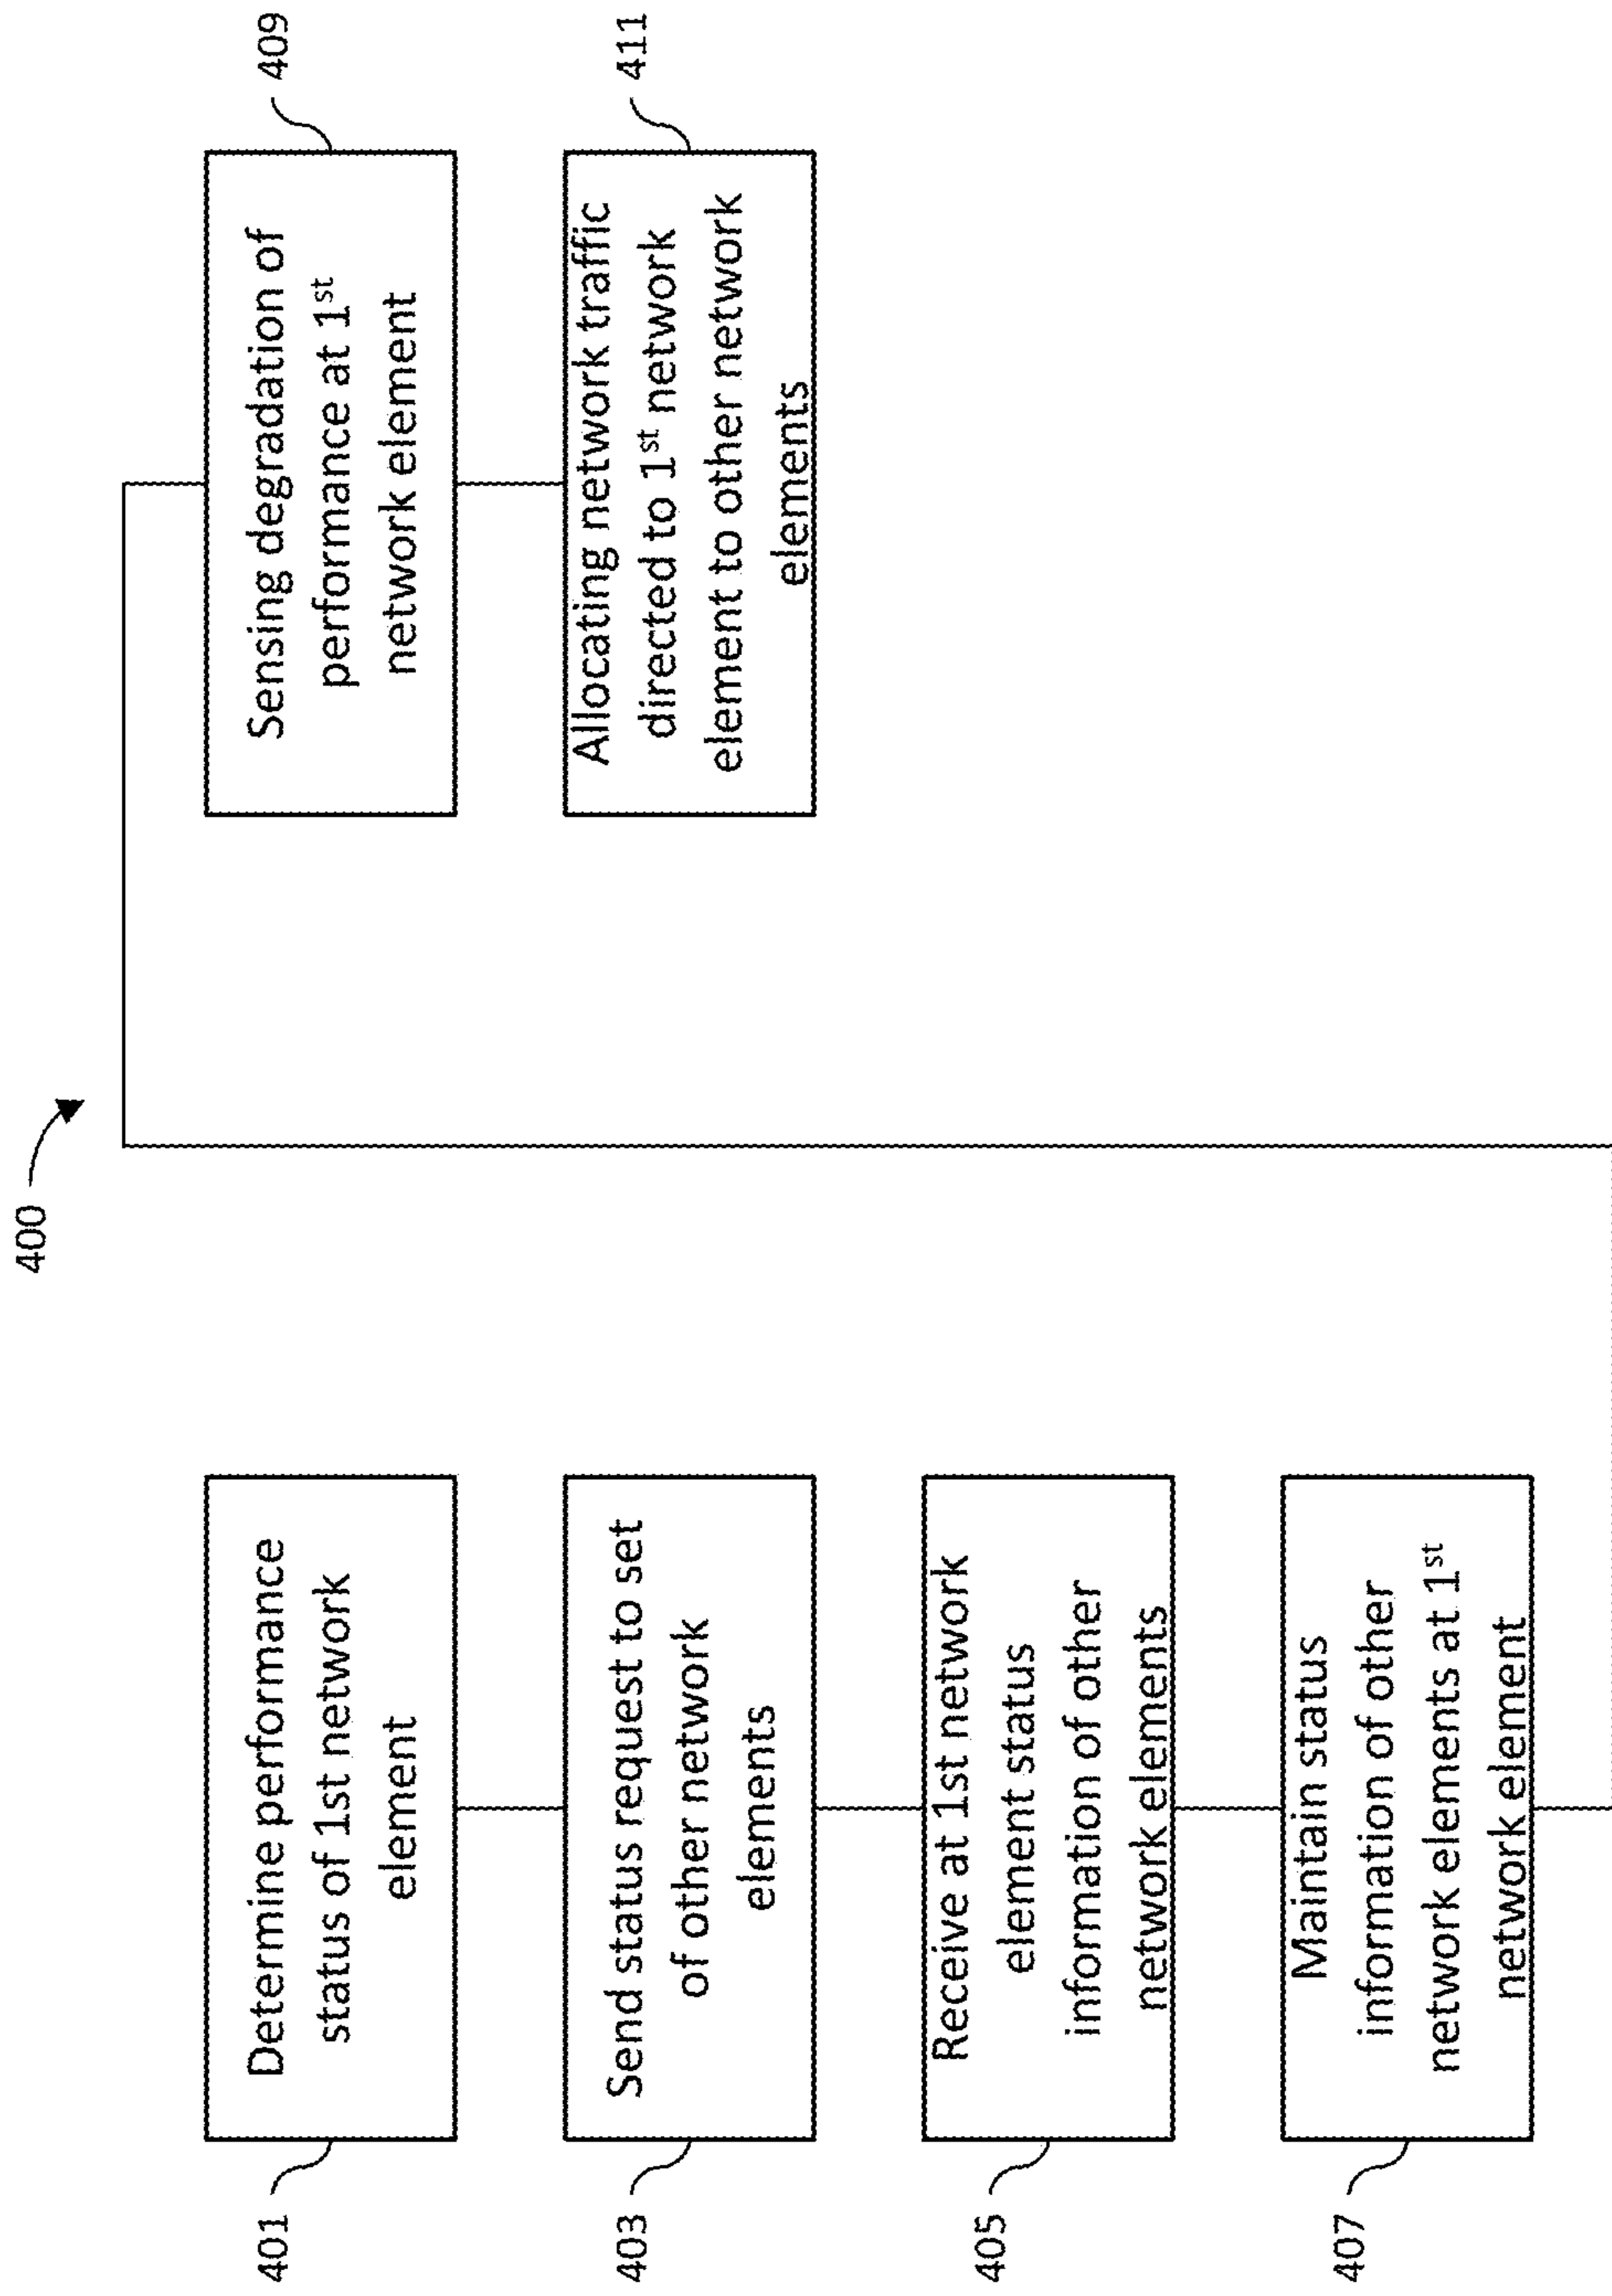 400
401
Determine performance
status of 1st network
element
403
Send status request to set
of other network
elements
405
Receive at 1st network
element status
information of other
network elements
407
Maintain status
information of other
network elements at 1st
network element
409
Sensing degradation of
performance at 1st
network element
411
Allocating network traffic
directed to 1st network
element to other network
elements